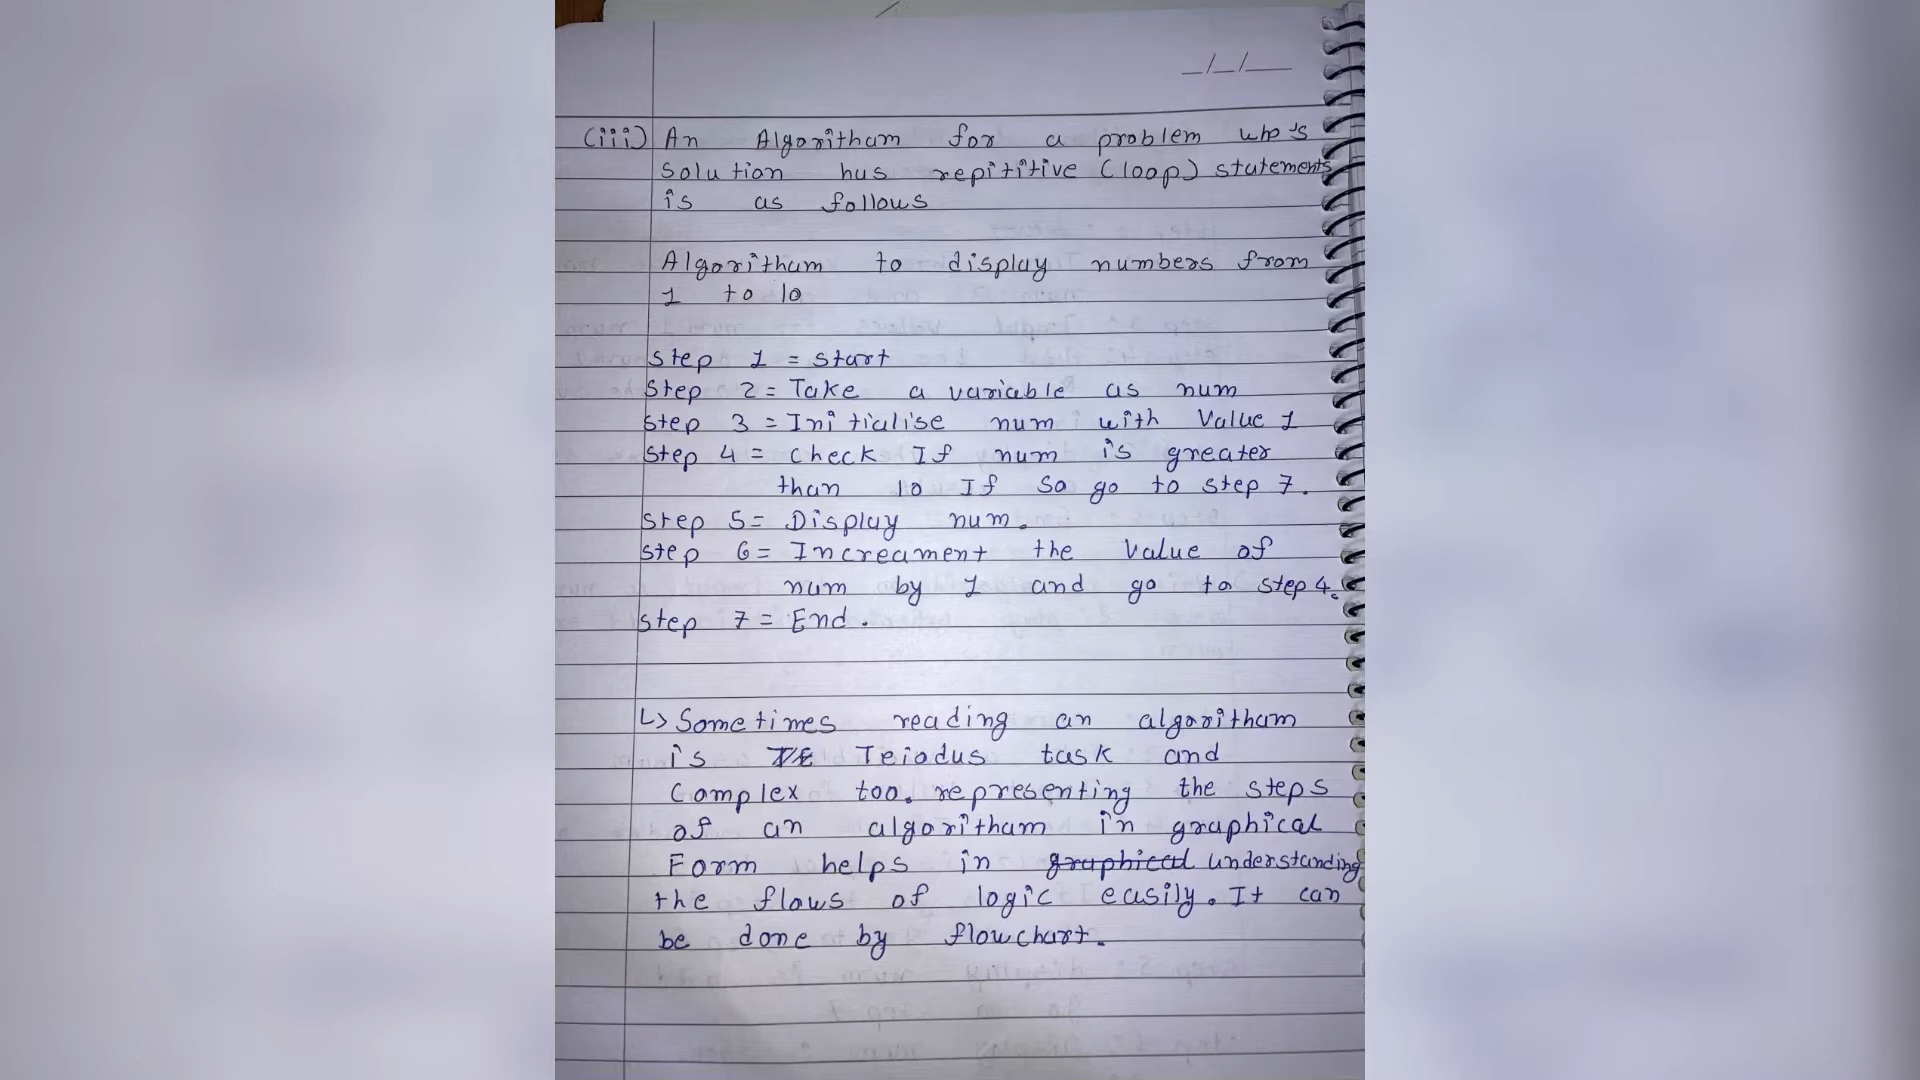 _/_/__
(iii) An Algoritham for a problem who's
Solution has repititive (loop) statements
is as follows
Algoritham to display numbers from
1 to 10
Step 1 = Start
Step 2 = Take a variable as num
Step 3 = Initialise num with Value 1
Step 4 = Check If num is greater
than 10 If so go to step 7.
Step 5 = Display num.
Step 6 = Increament the Value of
num by 1 and go to step 4.
Step 7 = End.
↳ Sometimes reading an algoritham
is Teiodus task and
Complex too. representing the steps
of an algoritham in graphical
Form helps in graphical understanding
the flows of logic easily. It can
be done by flowchart.